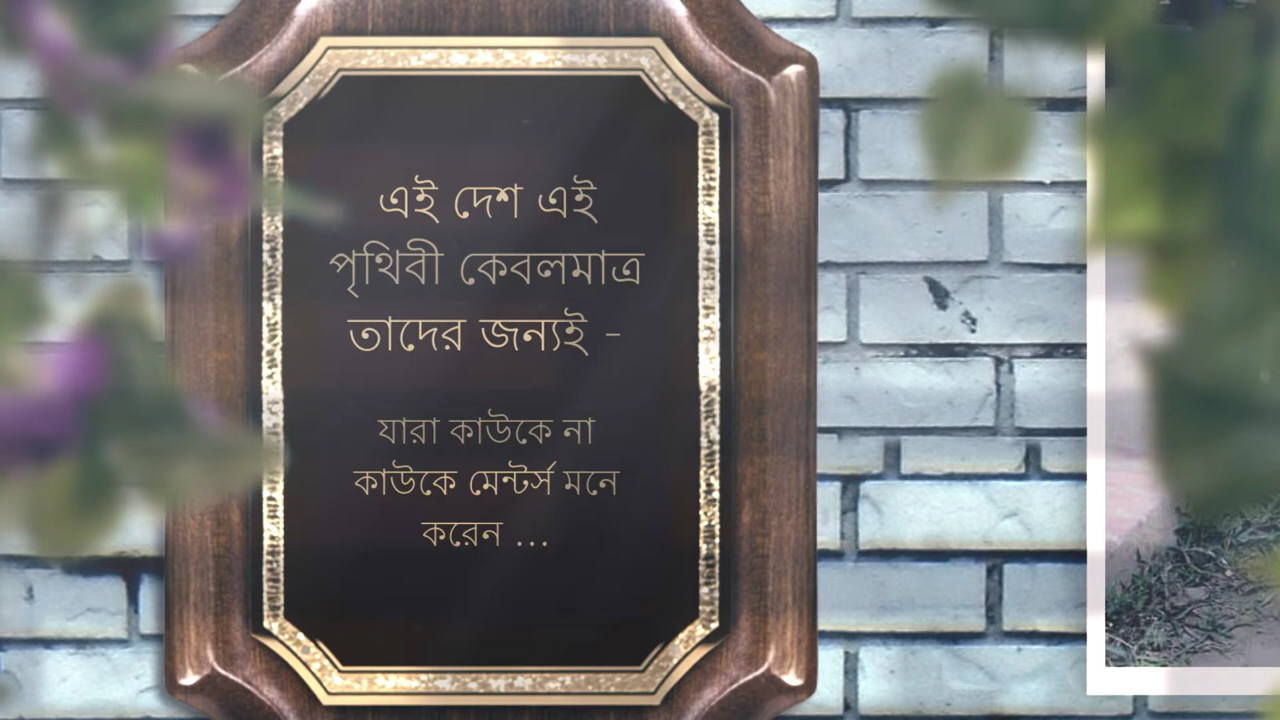 এই দেশ এই
পৃথিবী কেবলমাত্র
তাদের জন্যই -
যারা কাউকে না
কাউকে মেন্টর্স মনে
করেন ...